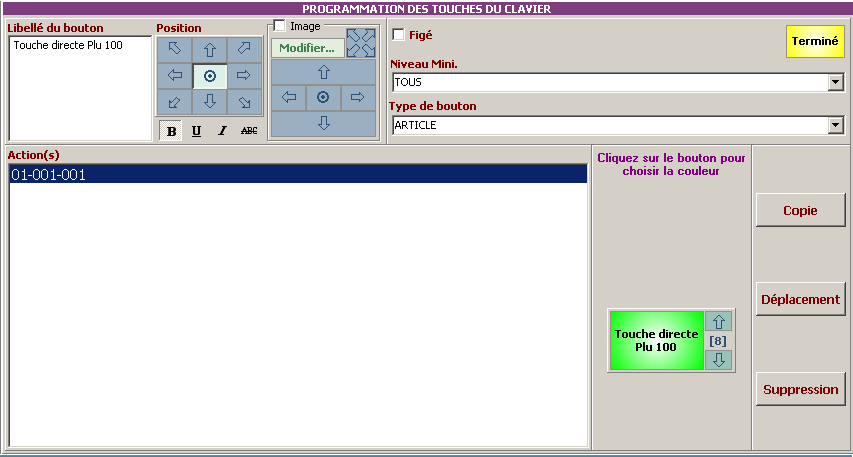 PROGRAMMATION DES TOUCHES DU CLAVIER
Libellé du bouton
Touche directe Plu 100
Position
B U I ABC
Image
Modifier...
Figé
Terminé
Niveau Mini.
TOUS
Type de bouton
ARTICLE
Action(s)
01-001-001
Cliquez sur le bouton pour
choisir la couleur
Touche directe
Plu 100
[8]
Copie
Déplacement
Suppression